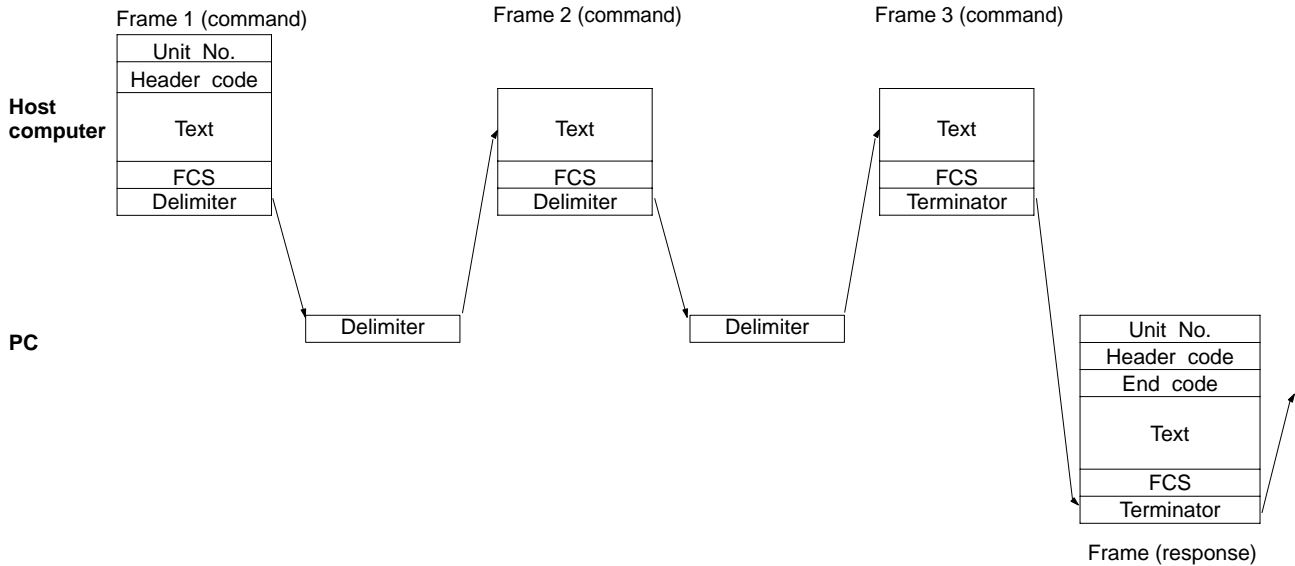 Frame 1 (command)
Frame 2 (command)
Frame 3 (command)
Host
computer
Unit No.
Header code
Text
FCS
Delimiter
Text
FCS
Delimiter
Text
FCS
Terminator
PC
Delimiter
Delimiter
Unit No.
Header code
End code
Text
FCS
Terminator
Frame (response)